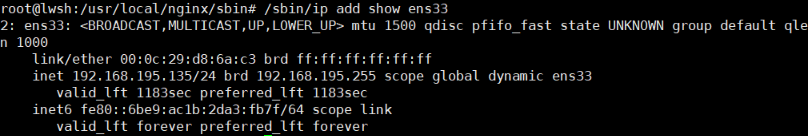 root@lwsh:/usr/local/nginx/sbin# /sbin/ip add show ens33
2: ens33: <BROADCAST,MULTICAST,UP,LOWER_UP> mtu 1500 qdisc pfifo_fast state UNKNOWN group default qle
n 1000
    link/ether 00:0c:29:d8:6a:c3 brd ff:ff:ff:ff:ff:ff
    inet 192.168.195.135/24 brd 192.168.195.255 scope global dynamic ens33
       valid_lft 1183sec preferred_lft 1183sec
    inet6 fe80::6be9:ac1b:2da3:fb7f/64 scope link
       valid_lft forever preferred_lft forever